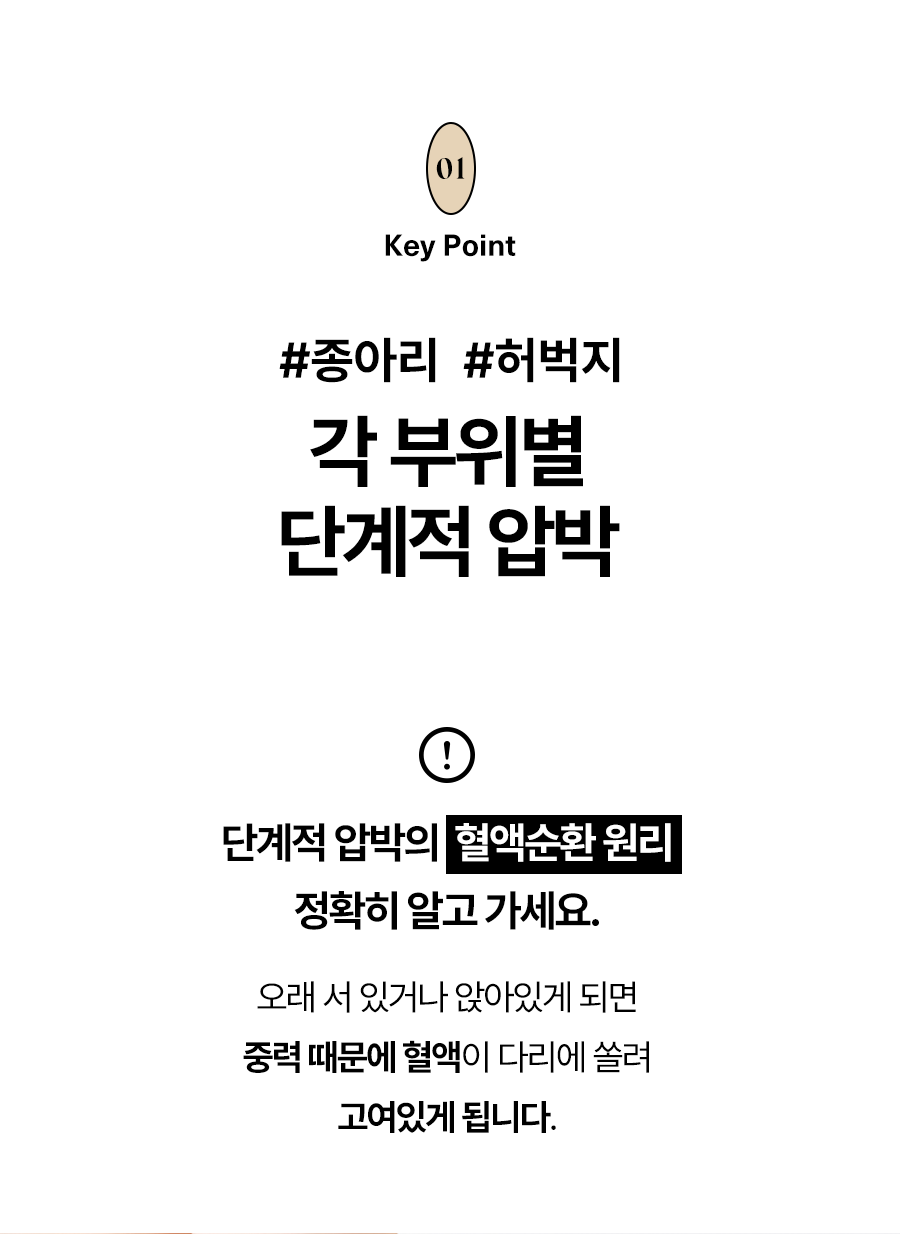 01
Key Point
#종아리 #허벅지
각 부위별
단계적 압박
!
단계적 압박의 혈액순환 원리
정확히 알고 가세요.
오래 서 있거나 앉아있게 되면
중력 때문에 혈액이 다리에 쏠려
고여있게 됩니다.